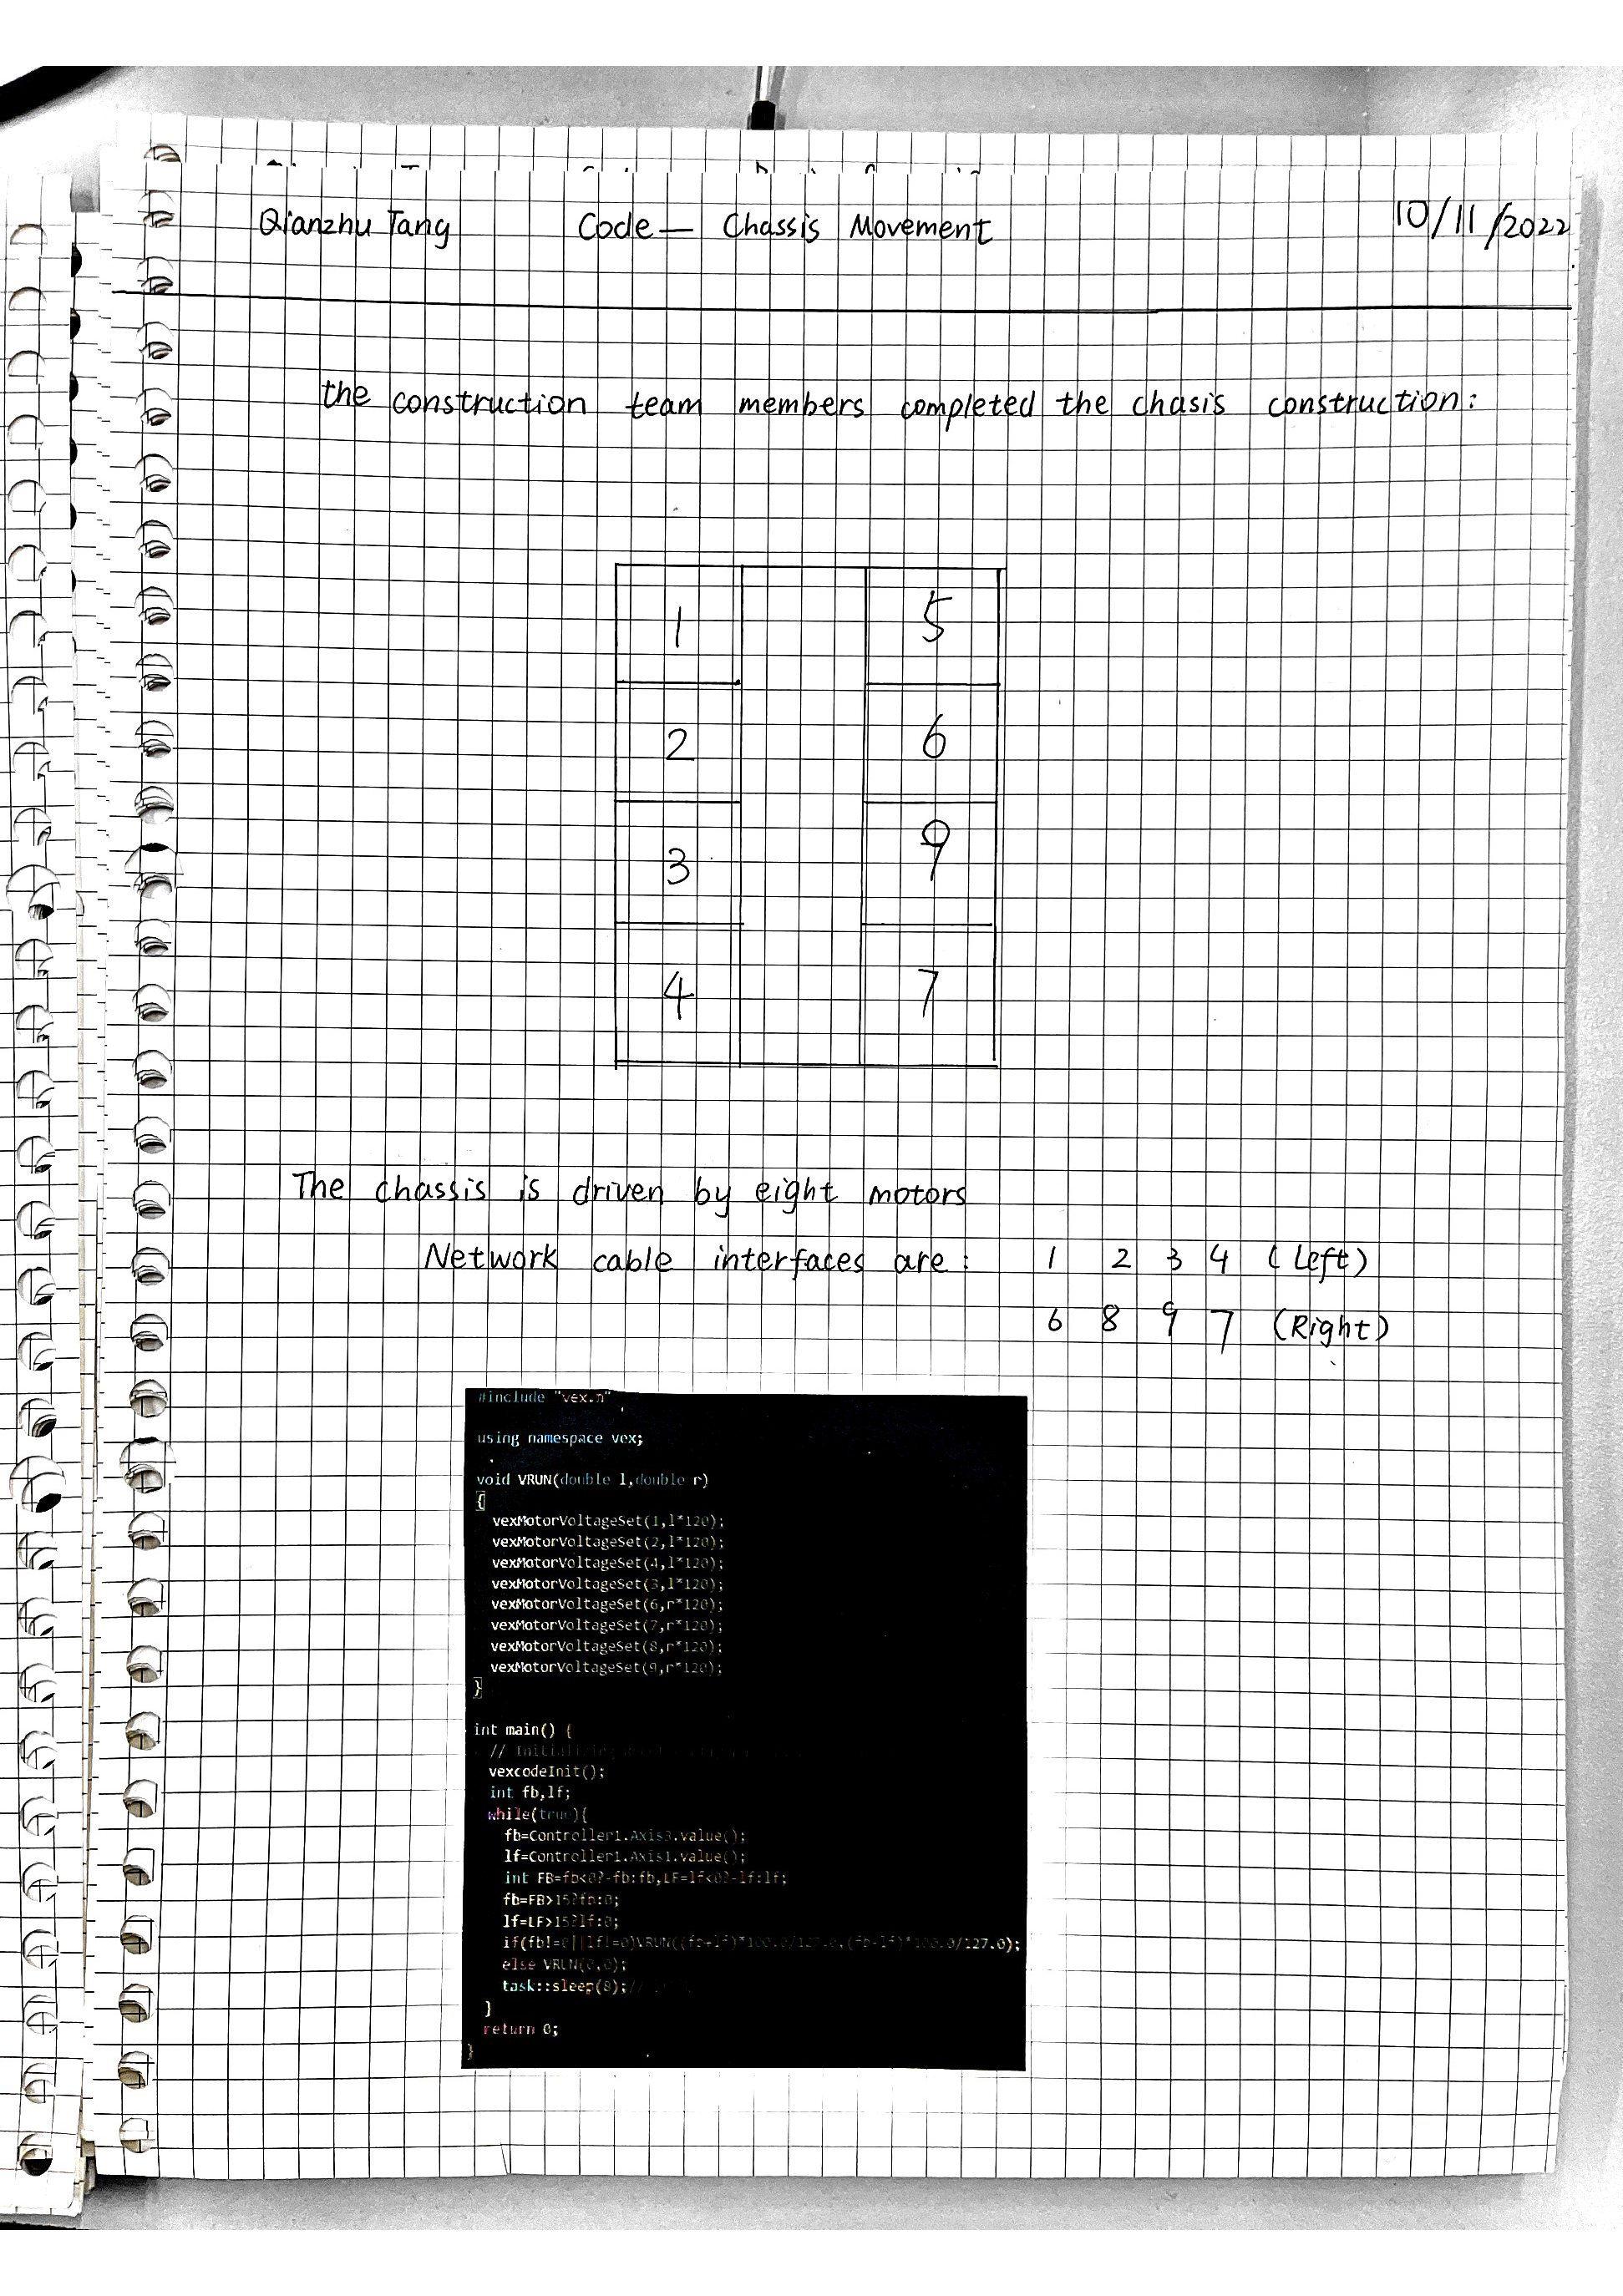 Qianzhu Tang Code — Chassis Movement 10/11/2022
the construction team members completed the chasis construction:
1 5
2 6
3 9
4 7
The chassis is driven by eight motors
Network cable interfaces are: 1 2 3 4 (Left)
6 8 9 7 (Right)
#include "vex.h"
using namespace vex;
void VRUN(double l,double r)
{
vexMotorVoltageSet(1,l*120);
vexMotorVoltageSet(2,l*120);
vexMotorVoltageSet(4,l*120);
vexMotorVoltageSet(3,l*120);
vexMotorVoltageSet(6,r*120);
vexMotorVoltageSet(7,r*120);
vexMotorVoltageSet(8,r*120);
vexMotorVoltageSet(9,r*120);
}
int main() {
// Initializing
vexcodeInit();
int fb,lf;
while(true){
fb=Controller1.Axis3.value();
lf=Controller1.Axis1.value();
int FB=fb<0?-fb:fb,LF=lf<0?-lf:lf;
fb=FB>15?fb:0;
lf=LF>15?lf:0;
if(fb!=0||lf!=0)VRUN((fb+lf)*100.0/127.0,(fb-lf)*100.0/127.0);
else VRUN(0,0);
task::sleep(8);//
}
return 0;
}